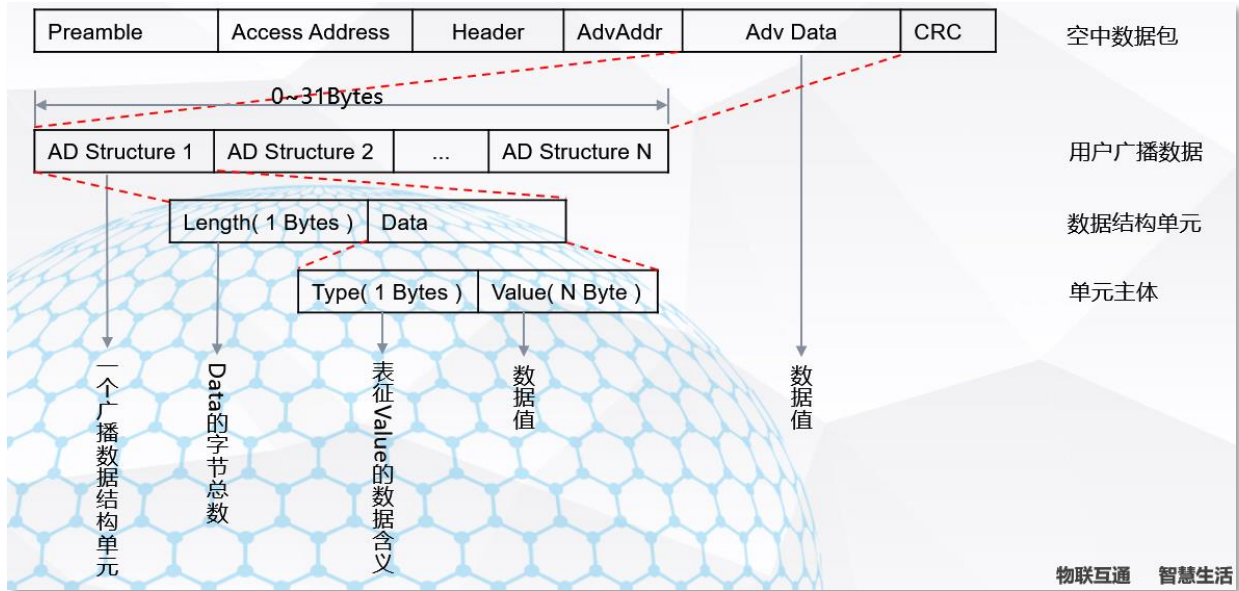 Preamble Access Address Header AdvAddr Adv Data CRC 空中数据包
0~31Bytes
AD Structure 1 AD Structure 2 ... AD Structure N 用户广播数据
Length( 1 Bytes ) Data 数据结构单元
Type( 1 Bytes ) Value( N Byte ) 单元主体
一个广播数据结构单元
Data的字节总数
表征Value的数据含义
数据值
数据值
物联互通 智慧生活